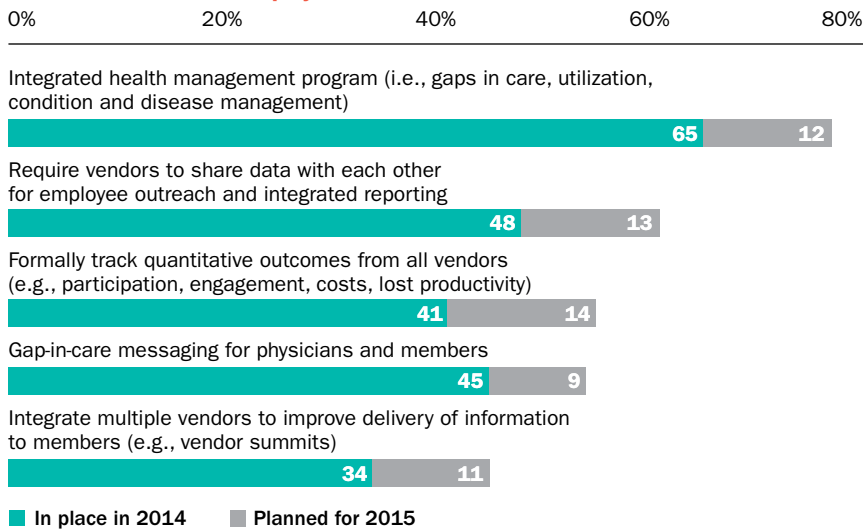 0% 20% 40% 60% 80%
Integrated health management program (i.e., gaps in care, utilization,
condition and disease management)
65 12
Require vendors to share data with each other
for employee outreach and integrated reporting
48 13
Formally track quantitative outcomes from all vendors
(e.g., participation, engagement, costs, lost productivity)
41 14
Gap-in-care messaging for physicians and members
45 9
Integrate multiple vendors to improve delivery of information
to members (e.g., vendor summits)
34 11
In place in 2014 Planned for 2015